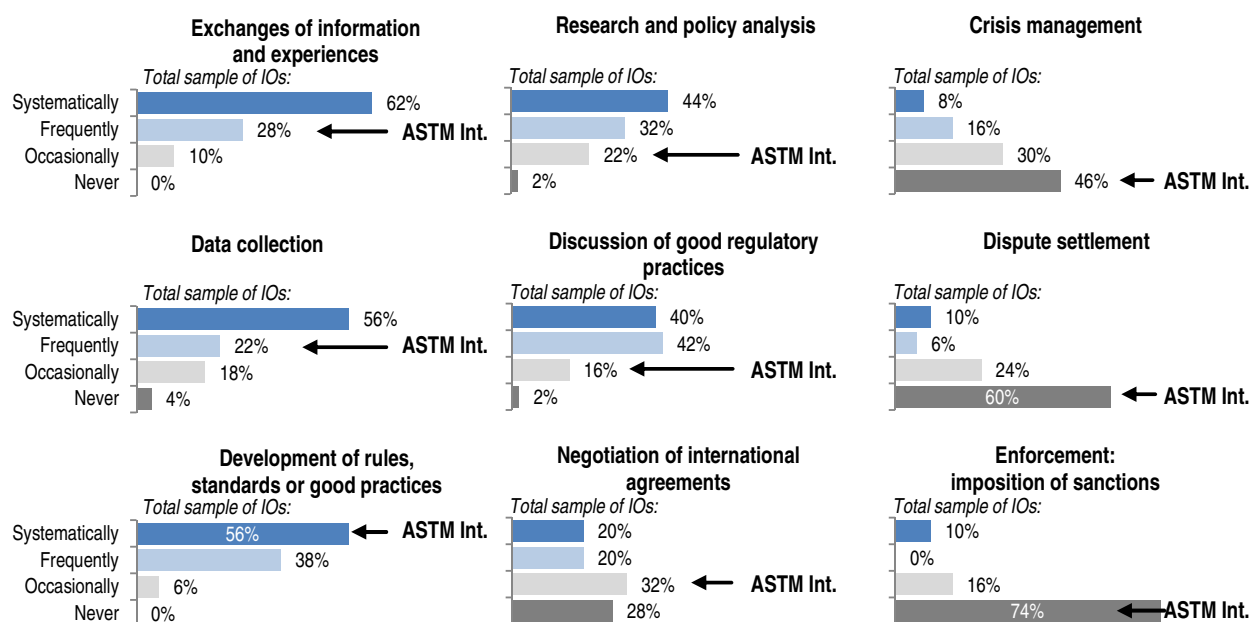 Exchanges of information
and experiences
Total sample of IOs:
Systematically 62%
Frequently 28% ASTM Int.
Occasionally 10%
Never 0%
Research and policy analysis
Total sample of IOs:
44%
32%
22% ASTM Int.
2%
Crisis management
Total sample of IOs:
8%
16%
30%
46% ASTM Int.
Data collection
Total sample of IOs:
Systematically 56%
Frequently 22% ASTM Int.
Occasionally 18%
Never 4%
Discussion of good regulatory
practices
Total sample of IOs:
40%
42%
16% ASTM Int.
2%
Dispute settlement
Total sample of IOs:
10%
6%
24%
60% ASTM Int.
Development of rules,
standards or good practices
Total sample of IOs:
Systematically 56% ASTM Int.
Frequently 38%
Occasionally 6%
Never 0%
Negotiation of international
agreements
Total sample of IOs:
20%
20%
32% ASTM Int.
28%
Enforcement:
imposition of sanctions
Total sample of IOs:
10%
0%
16%
74% ASTM Int.